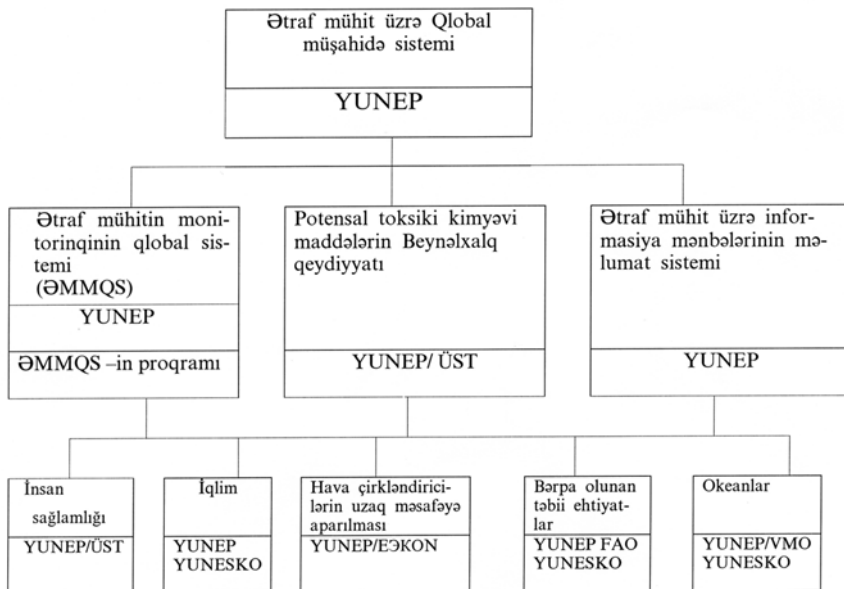 Ətraf mühit üzrə Qlobal
müşahidə sistemi
YUNEP
Ətraf mühitin moni-
torinqinin qlobal sis-
temi
(ƏMMQS)
YUNEP
ƏMMQS –in proqramı
Potensal toksiki kimyəvi
maddələrin Beynəlxalq
qeydiyyatı
YUNEP/ ÜST
Ətraf mühit üzrə infor-
masiya mənbələrinin mə-
lumat sistemi
YUNEP
İnsan
sağlamlığı
YUNEP/ÜST
İqlim
YUNEP
YUNESKO
Hava çirkləndirici-
lərin uzaq məsafəyə
aparılması
YUNEP/EЭKON
Bərpa olunan
təbii ehtiyat-
lar
YUNEP FAO
YUNESKO
Okeanlar
YUNEP/VMO
YUNESKO